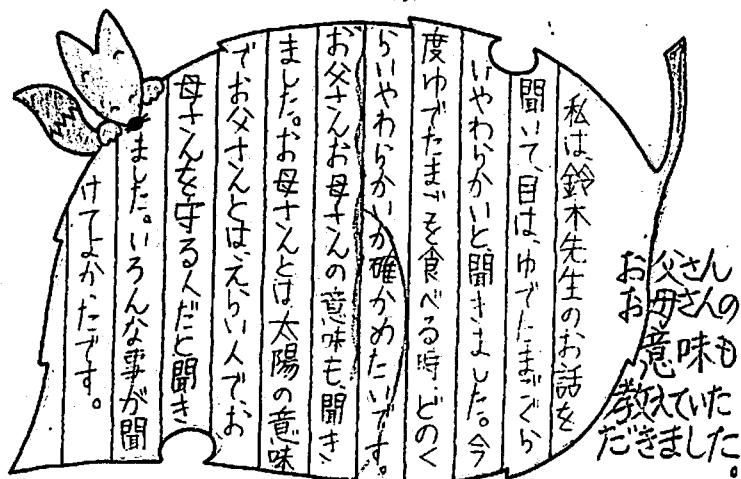 お父さん
お母さんの
意味も
教えていた
だきました。
私は、鈴木先生のお話を
聞いて、目は、ゆでたまごぐら
いやわらかいと聞きました。今
度ゆでたまごを食べる時、どのく
らいやわらかいか確かめたいです。
お父さんお母さんの意味も、聞き
ました。お母さんとは、太陽の意味
でお父さんとは、えらい人で、お
母さんを守る人だと聞き
ました。いろんな事が聞
けてよかったです。